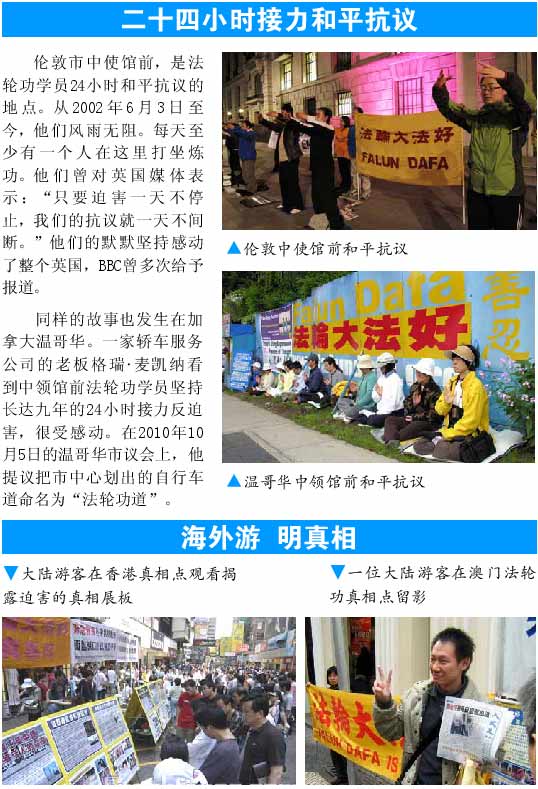 二十四小时接力和平抗议
伦敦市中使馆前，是法
轮功学员24小时和平抗议的
地点。从2002年6月3日至
今，他们风雨无阻。每天至
少有一个人在这里打坐炼
功。他们曾对英国媒体表
示：“只要迫害一天不停
止，我们的抗议就一天不间
断。”他们的默默坚持感动
了整个英国，BBC曾多次给予
报道。
同样的故事也发生在加
拿大温哥华。一家轿车服务
公司的老板格瑞·麦凯纳看
到中领馆前法轮功学员坚持
长达九年的24小时接力反迫
害，很受感动。在2010年10
月5日的温哥华市议会上，他
提议把市中心划出的自行车
道命名为“法轮功道”。
法輪大法好
FALUN DAFA
▲伦敦中使馆前和平抗议
Falun Dafa
法輪大法好
善
忍
▲温哥华中领馆前和平抗议
海外游 明真相
▼大陆游客在香港真相点观看揭
露迫害的真相展板
▼一位大陆游客在澳门法轮
功真相点留影
法輪大
FALUN DAFA IS